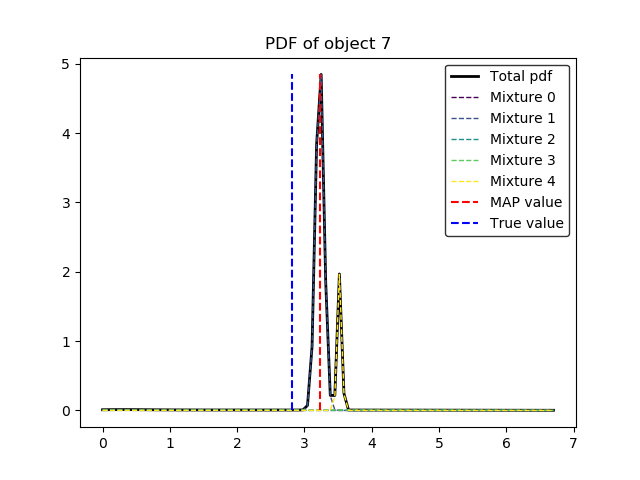 PDF of object 7
5
4
3
2
1
0
0 1 2 3 4 5 6 7
Total pdf
Mixture 0
Mixture 1
Mixture 2
Mixture 3
Mixture 4
MAP value
True value